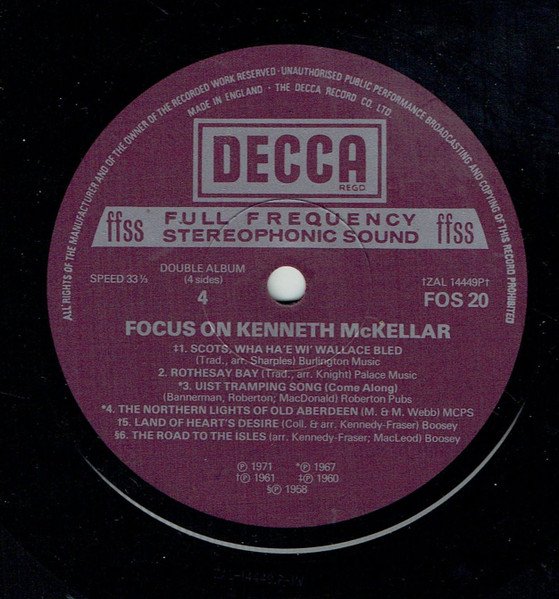 ALL RIGHTS OF THE MANUFACTURER AND OF THE OWNER OF THE RECORDED WORK RESERVED · UNAUTHORISED PUBLIC PERFORMANCE BROADCASTING AND COPYING OF THIS RECORD PROHIBITED
MADE IN ENGLAND · THE DECCA RECORD CO. LTD.
DECCA
REGD
ffss FULL FREQUENCY ffss
STEREOPHONIC SOUND
SPEED 33⅓
DOUBLE ALBUM
(4 sides)
4
†ZAL 14449P†
FOS 20
FOCUS ON KENNETH McKELLAR
‡1. SCOTS, WHA HA'E WI' WALLACE BLED
(Trad., arr. Sharples) Burlington Music
2. ROTHESAY BAY (Trad., arr. Knight) Palace Music
*3. UIST TRAMPING SONG (Come Along)
(Bannerman, Roberton; MacDonald) Roberton Pubs
*4. THE NORTHERN LIGHTS OF OLD ABERDEEN (M. & M. Webb) MCPS
†5. LAND OF HEART'S DESIRE (Coll. & arr. Kennedy-Fraser) Boosey
§6. THE ROAD TO THE ISLES (arr. Kennedy-Fraser; MacLeod) Boosey
℗ 1971 *℗ 1967
†℗ 1961 ‡℗ 1960
§℗ 1958